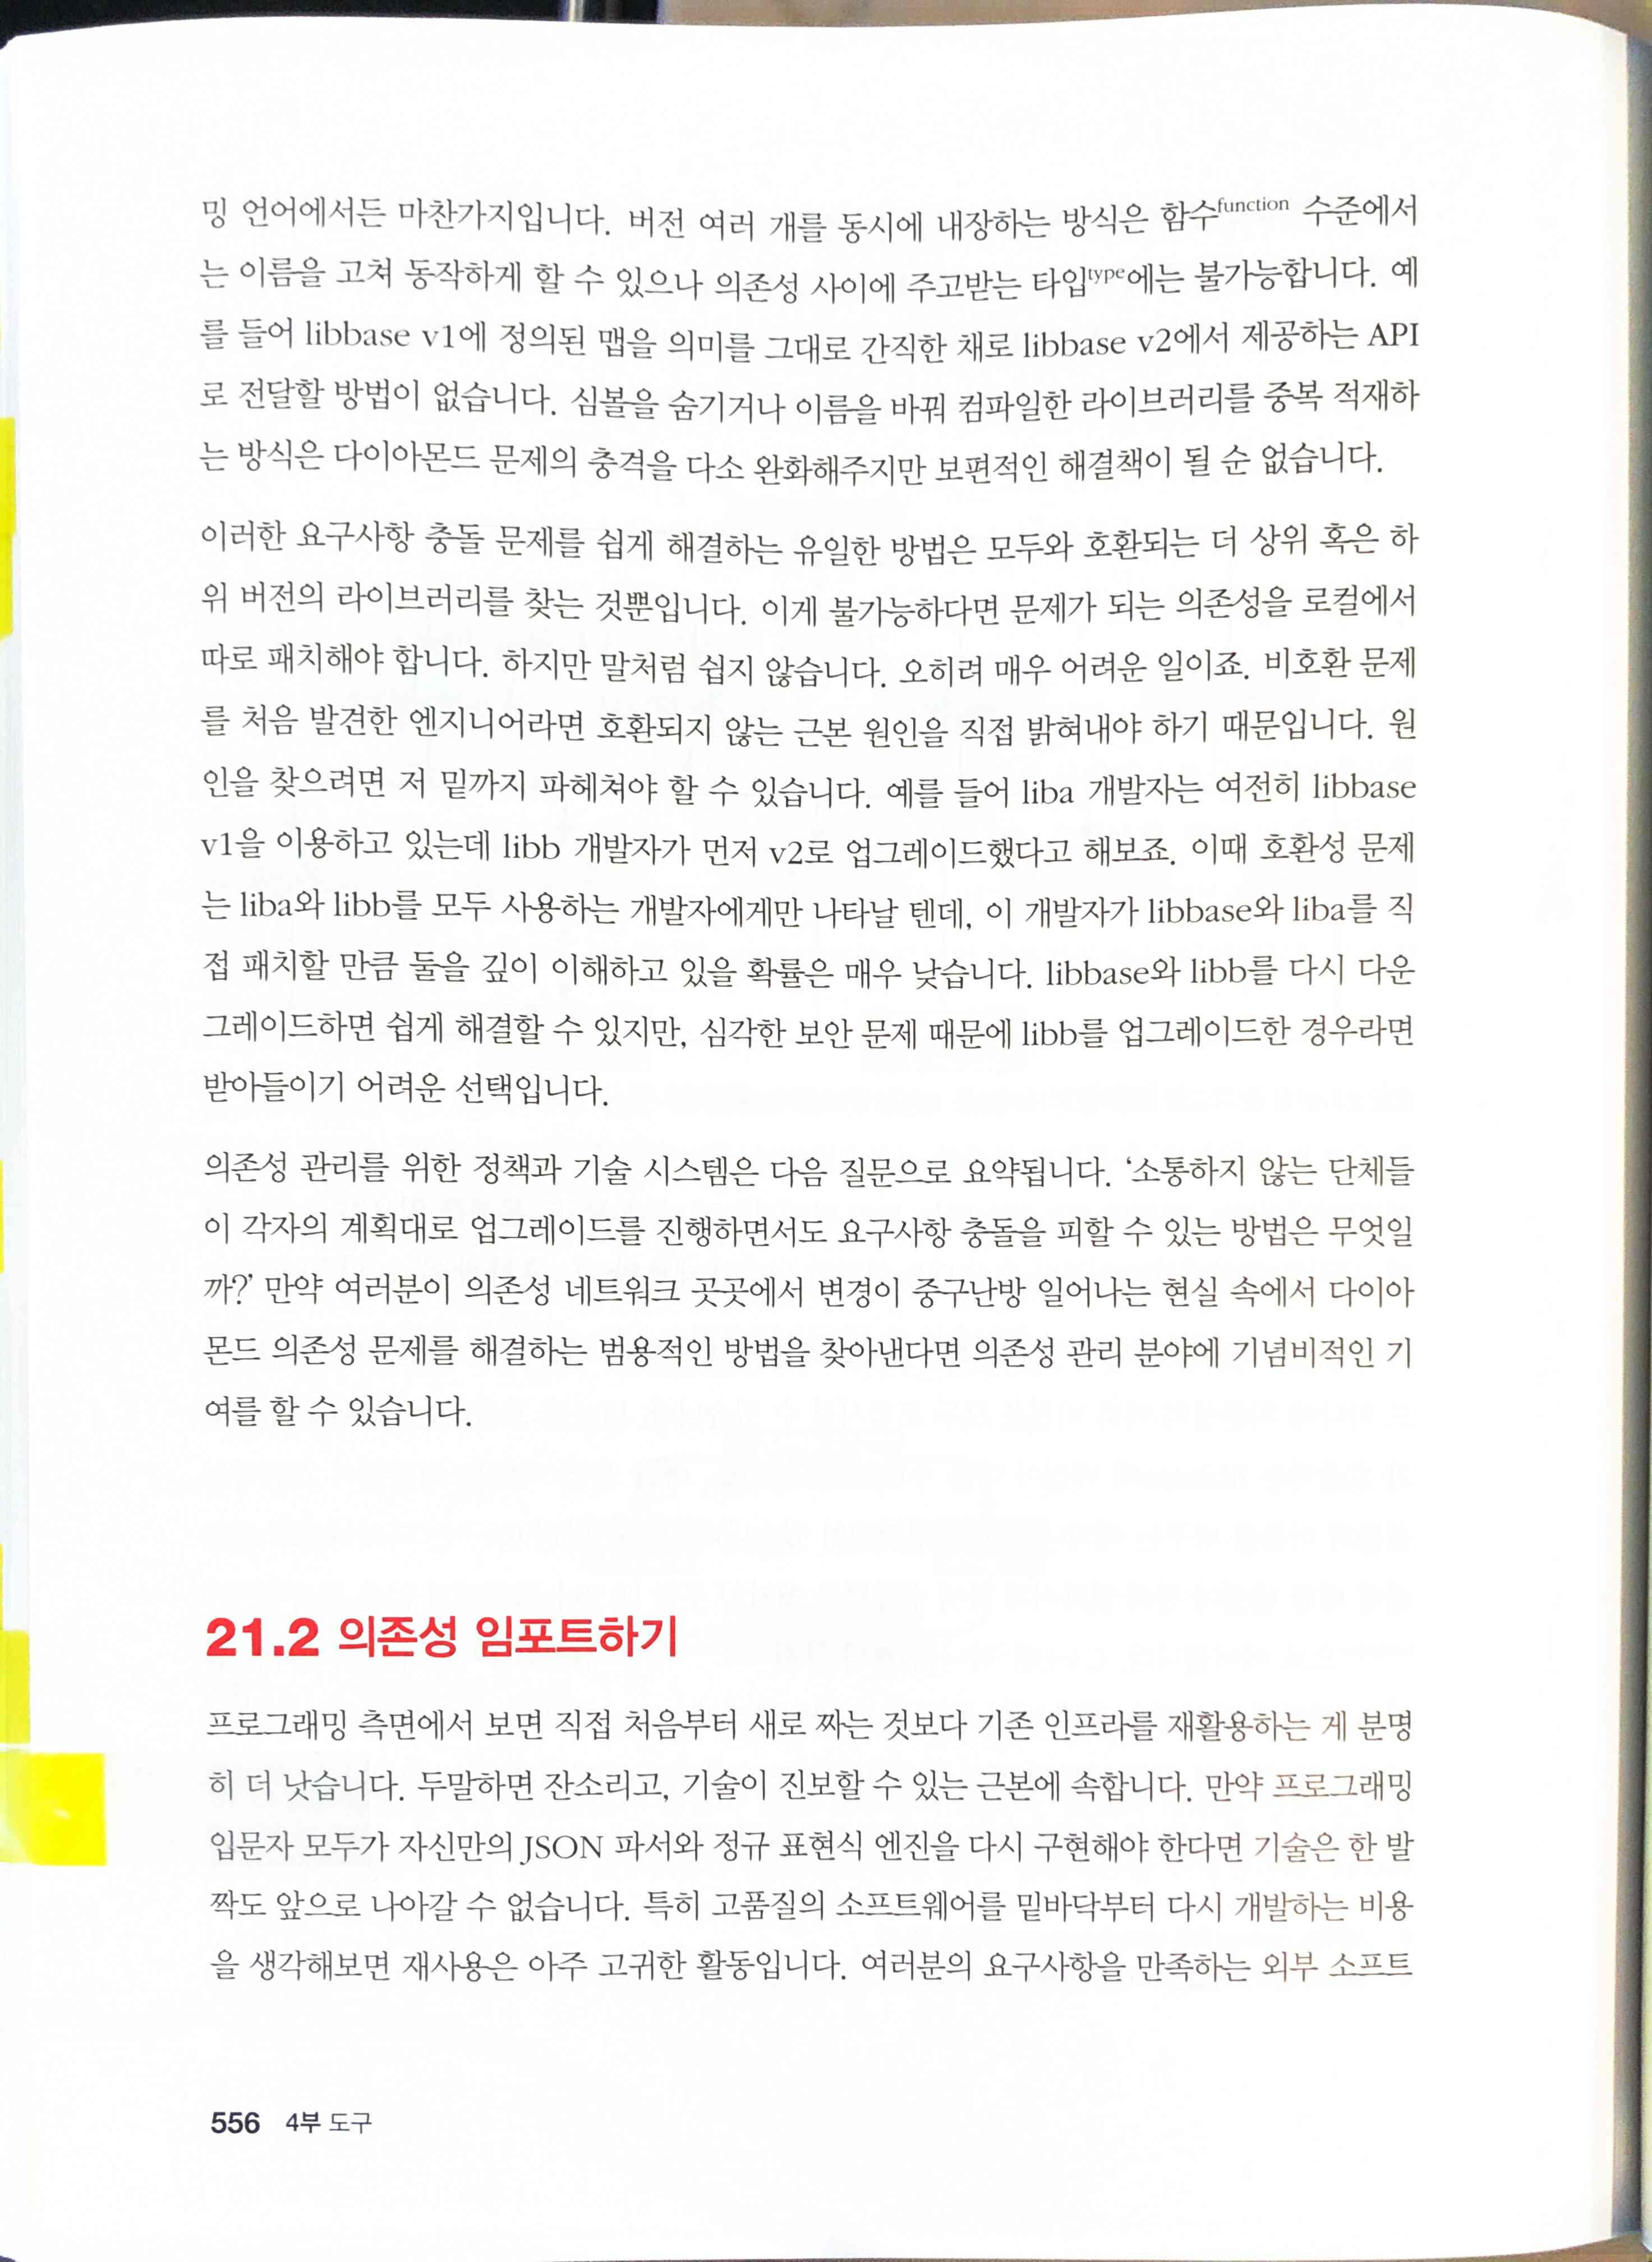 밍 언어에서든 마찬가지입니다. 버전 여러 개를 동시에 내장하는 방식은 함수function 수준에서
는 이름을 고쳐 동작하게 할 수 있으나 의존성 사이에 주고받는 타입type에는 불가능합니다. 예
를 들어 libbase v1에 정의된 맵을 의미를 그대로 간직한 채로 libbase v2에서 제공하는 API
로 전달할 방법이 없습니다. 심볼을 숨기거나 이름을 바꿔 컴파일한 라이브러리를 중복 적재하
는 방식은 다이아몬드 문제의 충격을 다소 완화해주지만 보편적인 해결책이 될 순 없습니다.
이러한 요구사항 충돌 문제를 쉽게 해결하는 유일한 방법은 모두와 호환되는 더 상위 혹은 하
위 버전의 라이브러리를 찾는 것뿐입니다. 이게 불가능하다면 문제가 되는 의존성을 로컬에서
따로 패치해야 합니다. 하지만 말처럼 쉽지 않습니다. 오히려 매우 어려운 일이죠. 비호환 문제
를 처음 발견한 엔지니어라면 호환되지 않는 근본 원인을 직접 밝혀내야 하기 때문입니다. 원
인을 찾으려면 저 밑까지 파헤쳐야 할 수 있습니다. 예를 들어 liba 개발자는 여전히 libbase
v1을 이용하고 있는데 libb 개발자가 먼저 v2로 업그레이드했다고 해보죠. 이때 호환성 문제
는 liba와 libb를 모두 사용하는 개발자에게만 나타날 텐데, 이 개발자가 libbase와 liba를 직
접 패치할 만큼 둘을 깊이 이해하고 있을 확률은 매우 낮습니다. libbase와 libb를 다시 다운
그레이드하면 쉽게 해결할 수 있지만, 심각한 보안 문제 때문에 libb를 업그레이드한 경우라면
받아들이기 어려운 선택입니다.
의존성 관리를 위한 정책과 기술 시스템은 다음 질문으로 요약됩니다. ‘소통하지 않는 단체들
이 각자의 계획대로 업그레이드를 진행하면서도 요구사항 충돌을 피할 수 있는 방법은 무엇일
까?’ 만약 여러분이 의존성 네트워크 곳곳에서 변경이 중구난방 일어나는 현실 속에서 다이아
몬드 의존성 문제를 해결하는 범용적인 방법을 찾아낸다면 의존성 관리 분야에 기념비적인 기
여를 할 수 있습니다.
21.2 의존성 임포트하기
프로그래밍 측면에서 보면 직접 처음부터 새로 짜는 것보다 기존 인프라를 재활용하는 게 분명
히 더 낫습니다. 두말하면 잔소리고, 기술이 진보할 수 있는 근본에 속합니다. 만약 프로그래밍
입문자 모두가 자신만의 JSON 파서와 정규 표현식 엔진을 다시 구현해야 한다면 기술은 한 발
짝도 앞으로 나아갈 수 없습니다. 특히 고품질의 소프트웨어를 밑바닥부터 다시 개발하는 비용
을 생각해보면 재사용은 아주 고귀한 활동입니다. 여러분의 요구사항을 만족하는 외부 소프트
556 4부 도구